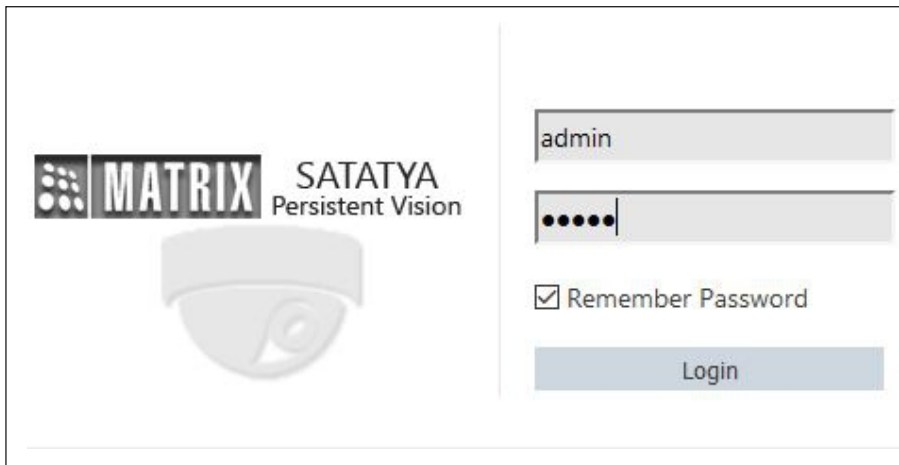 MATRIX
SATATYA
Persistent Vision
admin
•••••
Remember Password
Login